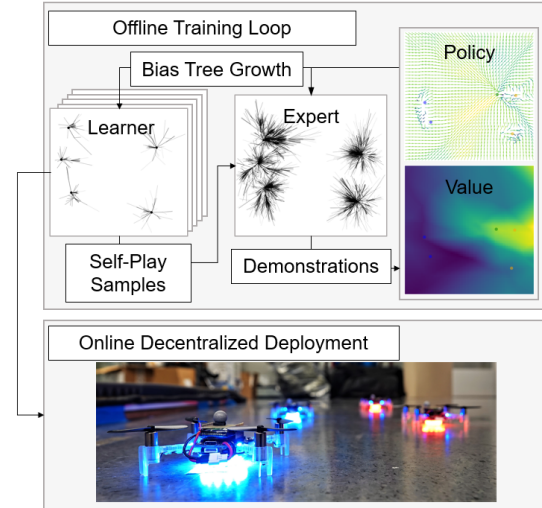 Offline Training Loop
Bias Tree Growth
Policy
Learner
Expert
Value
Self-Play
Samples
Demonstrations
Online Decentralized Deployment